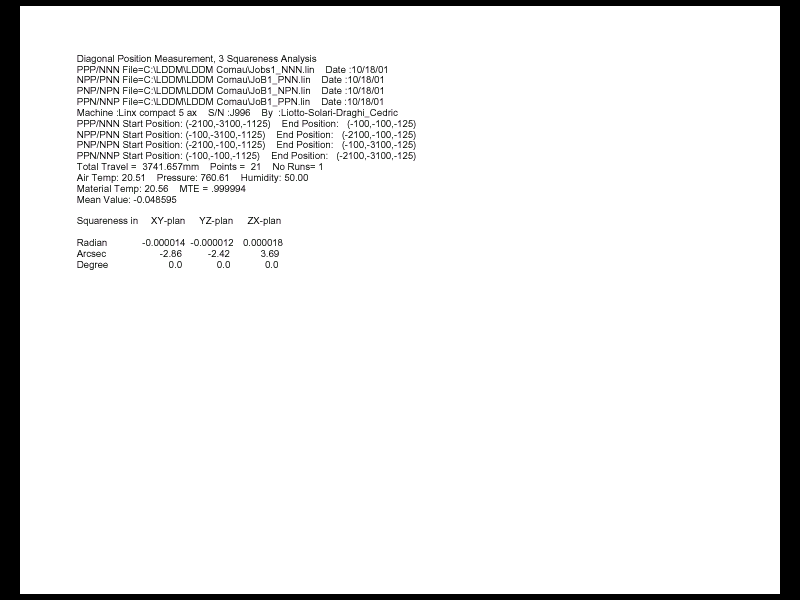 Diagonal Position Measurement, 3 Squareness Analysis
PPP/NNN File=C:\LDDM\LDDM Comau\Jobs1_NNN.lin Date :10/18/01
NPP/PNN File=C:\LDDM\LDDM Comau\JoB1_PNN.lin Date :10/18/01
PNP/NPN File=C:\LDDM\LDDM Comau\JoB1_NPN.lin Date :10/18/01
PPN/NNP File=C:\LDDM\LDDM Comau\JoB1_PPN.lin Date :10/18/01
Machine :Linx compact 5 ax S/N :J996 By :Liotto-Solari-Draghi_Cedric
PPP/NNN Start Position: (-2100,-3100,-1125) End Position: (-100,-100,-125)
NPP/PNN Start Position: (-100,-3100,-1125) End Position: (-2100,-100,-125)
PNP/NPN Start Position: (-2100,-100,-1125) End Position: (-100,-3100,-125)
PPN/NNP Start Position: (-100,-100,-1125) End Position: (-2100,-3100,-125)
Total Travel = 3741.657mm Points = 21 No Runs= 1
Air Temp: 20.51 Pressure: 760.61 Humidity: 50.00
Material Temp: 20.56 MTE = .999994
Mean Value: -0.048595
Squareness in XY-plan YZ-plan ZX-plan
Radian -0.000014 -0.000012 0.000018
Arcsec -2.86 -2.42 3.69
Degree 0.0 0.0 0.0